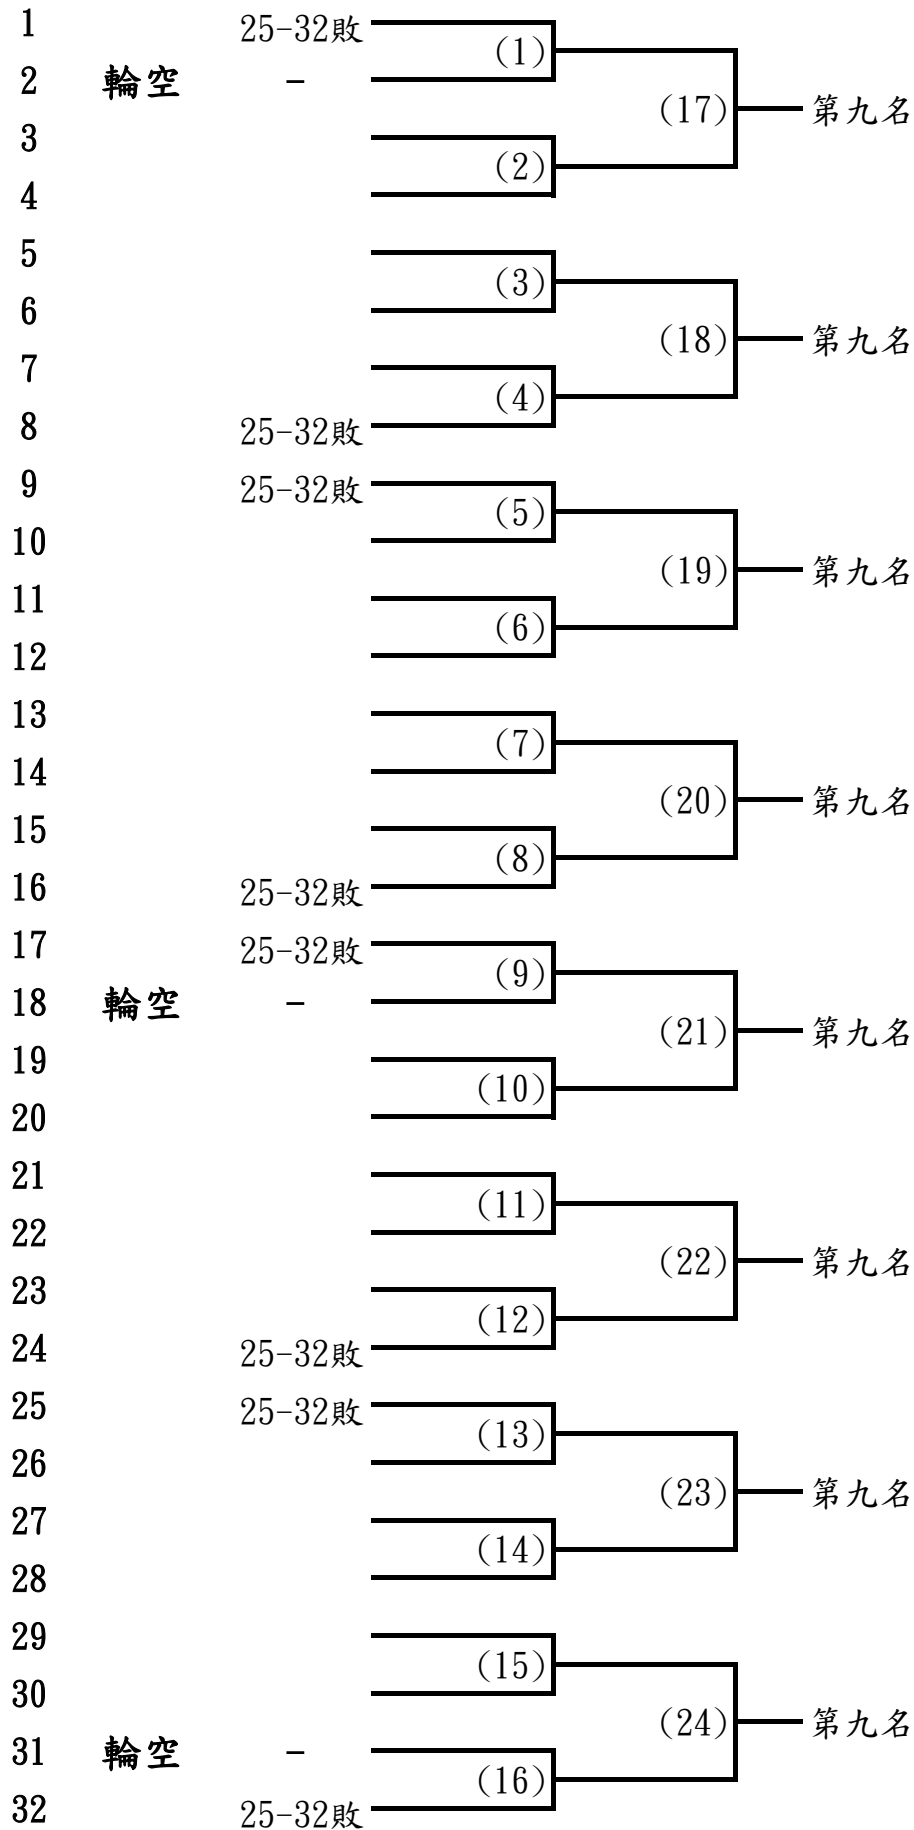 1 25-32敗
(1)
2 輪空 -
(17) 第九名
3
(2)
4
5
(3)
6
(18) 第九名
7
(4)
8 25-32敗
9 25-32敗
(5)
10
(19) 第九名
11
(6)
12
13
(7)
14
(20) 第九名
15
(8)
16 25-32敗
17 25-32敗
(9)
18 輪空 -
(21) 第九名
19
(10)
20
21
(11)
22
(22) 第九名
23
(12)
24 25-32敗
25 25-32敗
(13)
26
(23) 第九名
27
(14)
28
29
(15)
30
(24) 第九名
31 輪空 -
(16)
32 25-32敗